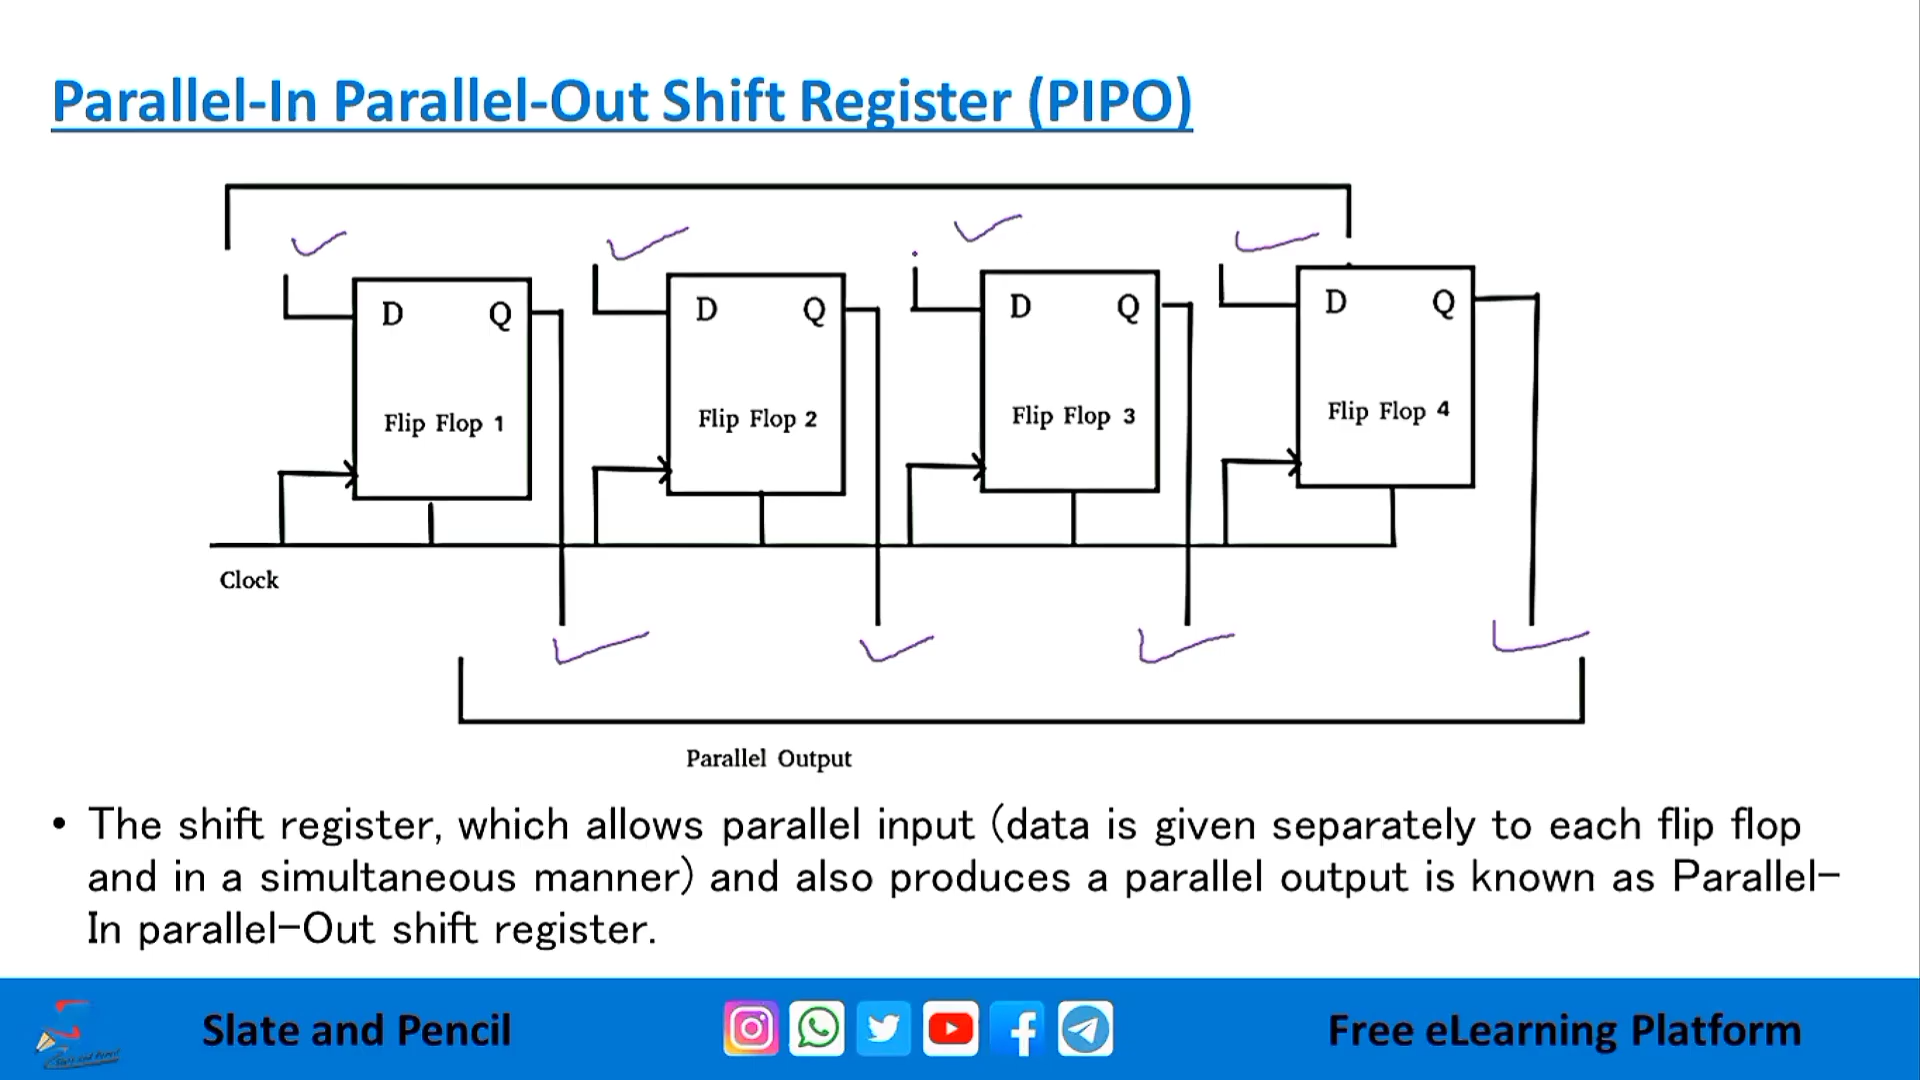 Parallel-In Parallel-Out Shift Register (PIPO)
D Q D Q D Q D Q
Flip Flop 1 Flip Flop 2 Flip Flop 3 Flip Flop 4
Clock
Parallel Output
• The shift register, which allows parallel input (data is given separately to each flip flop
and in a simultaneous manner) and also produces a parallel output is known as Parallel-
In parallel-Out shift register.
Slate and Pencil Free eLearning Platform
Slate and Pencil